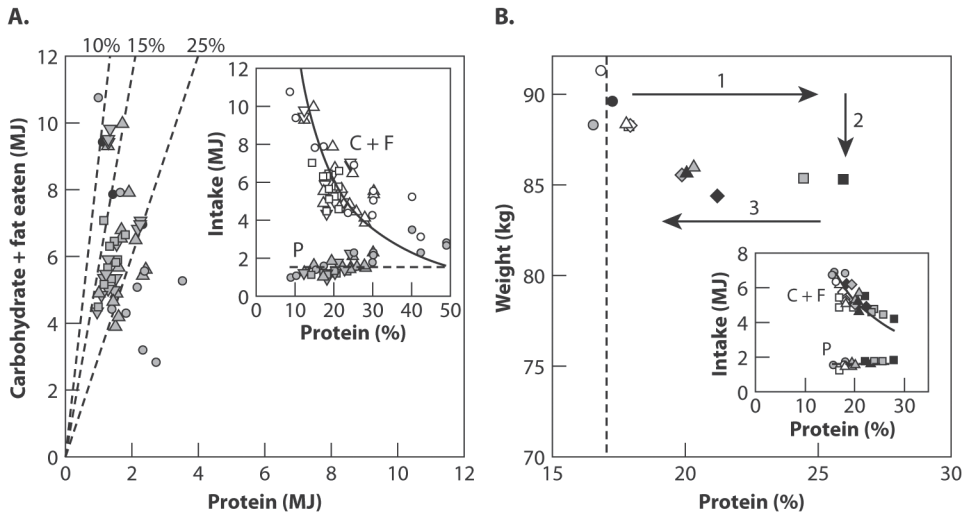 A.
10% 15% 25%
12
10
8
6
4
2
0
Carbohydrate + fat eaten (MJ)
0 2 4 6 8 10 12
Protein (MJ)
12
10
8
6
4
2
0
Intake (MJ)
C + F
P
0 10 20 30 40 50
Protein (%)
B.
90
85
80
75
70
Weight (kg)
15 20 25 30
Protein (%)
1
2
3
8
6
4
2
0
Intake (MJ)
C + F
P
0 10 20 30
Protein (%)